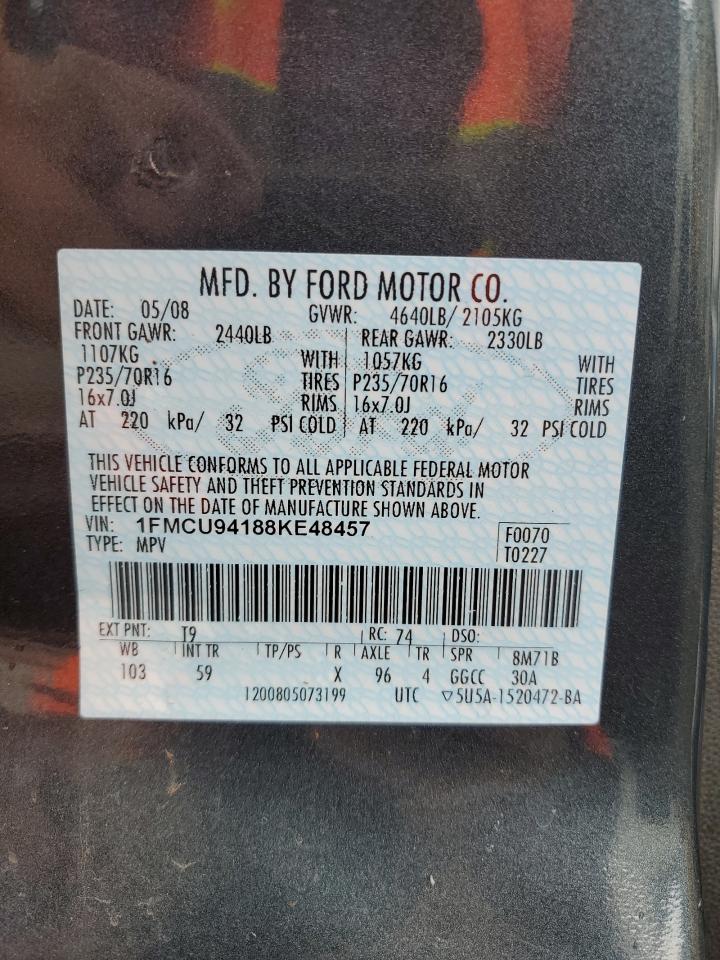 MFD. BY FORD MOTOR CO.
DATE: 05/08 GVWR: 4640LB/ 2105KG
FRONT GAWR: 2440LB REAR GAWR: 2330LB
1107KG WITH 1057KG WITH
P235/70R16 TIRES P235/70R16 TIRES
16x7.0J RIMS 16x7.0J RIMS
AT 220 kPa/ 32 PSI COLD AT 220 kPa/ 32 PSI COLD
THIS VEHICLE CONFORMS TO ALL APPLICABLE FEDERAL MOTOR
VEHICLE SAFETY AND THEFT PREVENTION STANDARDS IN
EFFECT ON THE DATE OF MANUFACTURE SHOWN ABOVE.
VIN: 1FMCU94188KE48457 F0070
TYPE: MPV T0227
EXT PNT: T9 RC: 74 DSO:
WB INT TR TP/PS R AXLE TR SPR 8M71B
103 59 X 96 4 GGCC 30A
1200805073199 UTC ▽5U5A-1520472-BA